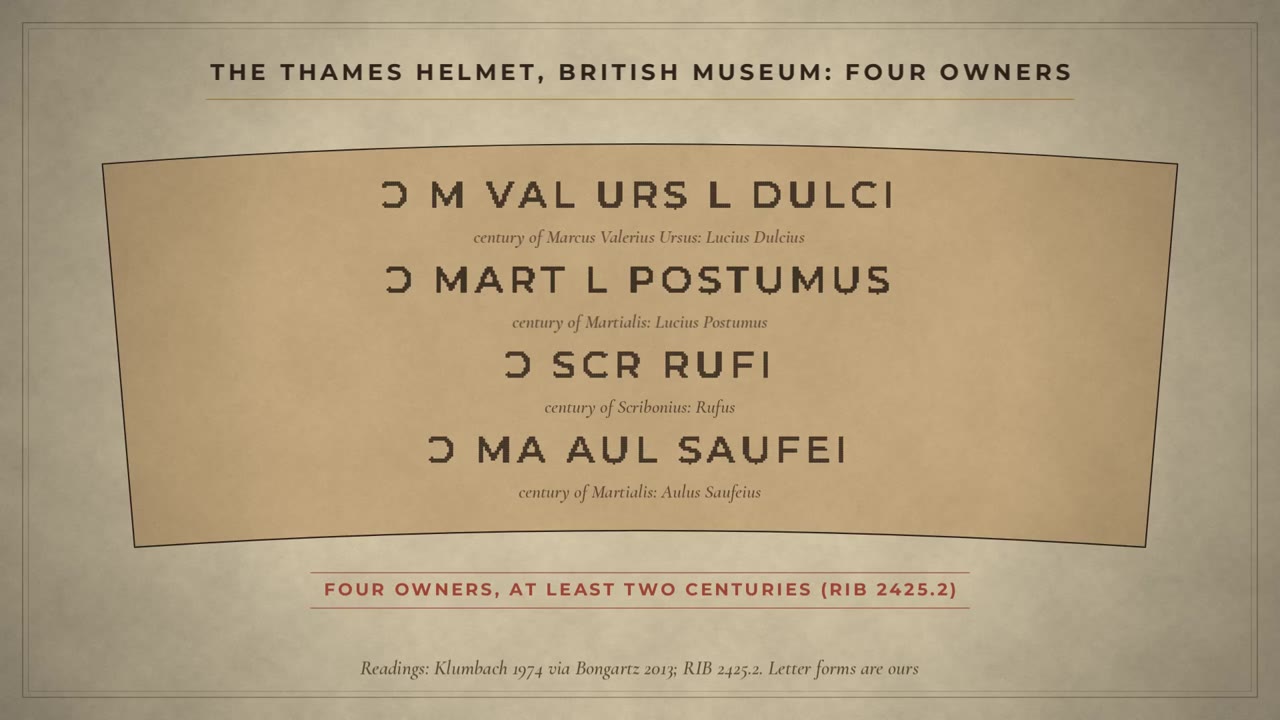 THE THAMES HELMET, BRITISH MUSEUM: FOUR OWNERS
Ɔ M VAL URS L DULCI
century of Marcus Valerius Ursus: Lucius Dulcius
Ɔ MART L POSTUMUS
century of Martialis: Lucius Postumus
Ɔ SCR RUFI
century of Scribonius: Rufus
Ɔ MA AUL SAUFEI
century of Martialis: Aulus Saufeius
FOUR OWNERS, AT LEAST TWO CENTURIES (RIB 2425.2)
Readings: Klumbach 1974 via Bongartz 2013; RIB 2425.2. Letter forms are ours